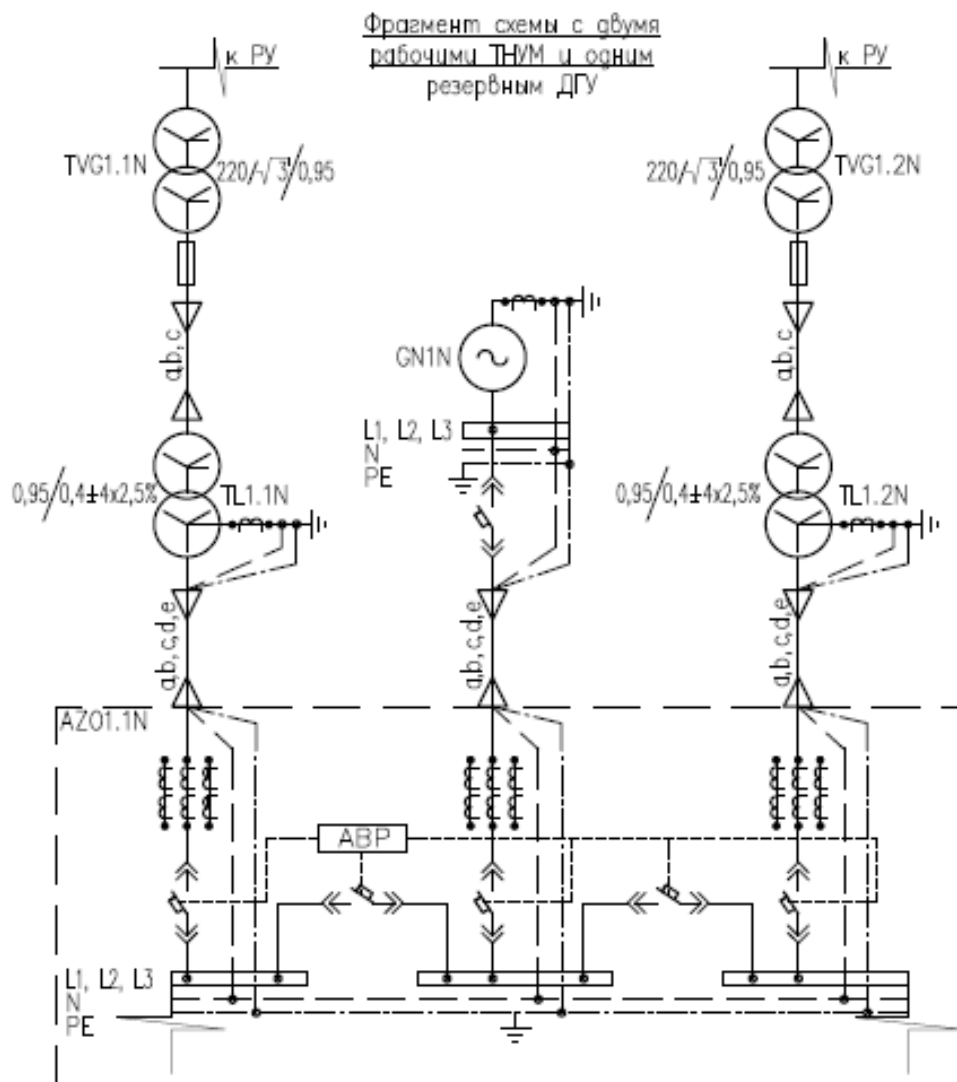 Фрагмент схемы с двумя
рабочими ТНУМ и одним
резервным ДГУ
к РУ
к РУ
TVG1.1N
220/√3/0,95
220/√3/0,95
TVG1.2N
a,b,c
a,b,c
GN1N
L1, L2, L3
N
PE
0,95/0,4±4x2,5%
TL1.1N
0,95/0,4±4x2,5%
TL1.2N
a,b,c,d,e
a,b,c,d,e
a,b,c,d,e
AZ01.1N
АВР
L1, L2, L3
N
PE